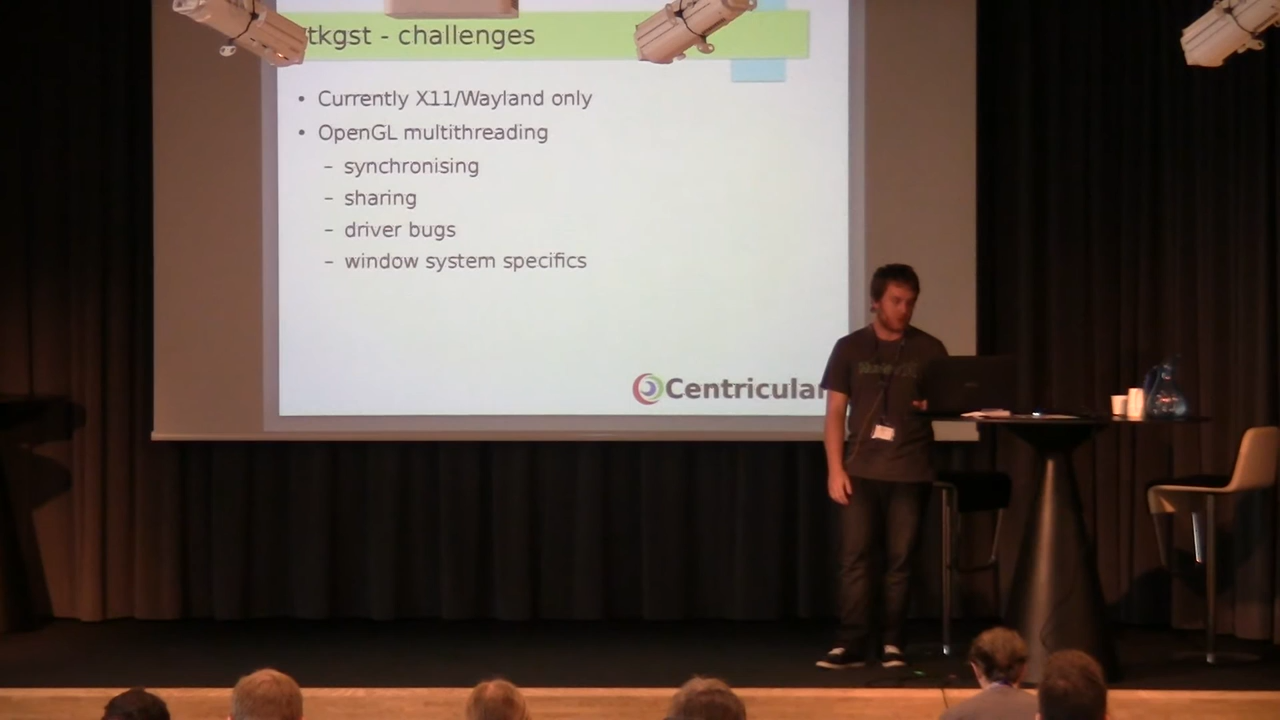 tkgst - challenges
• Currently X11/Wayland only
• OpenGL multithreading
– synchronising
– sharing
– driver bugs
– window system specifics
Centricular